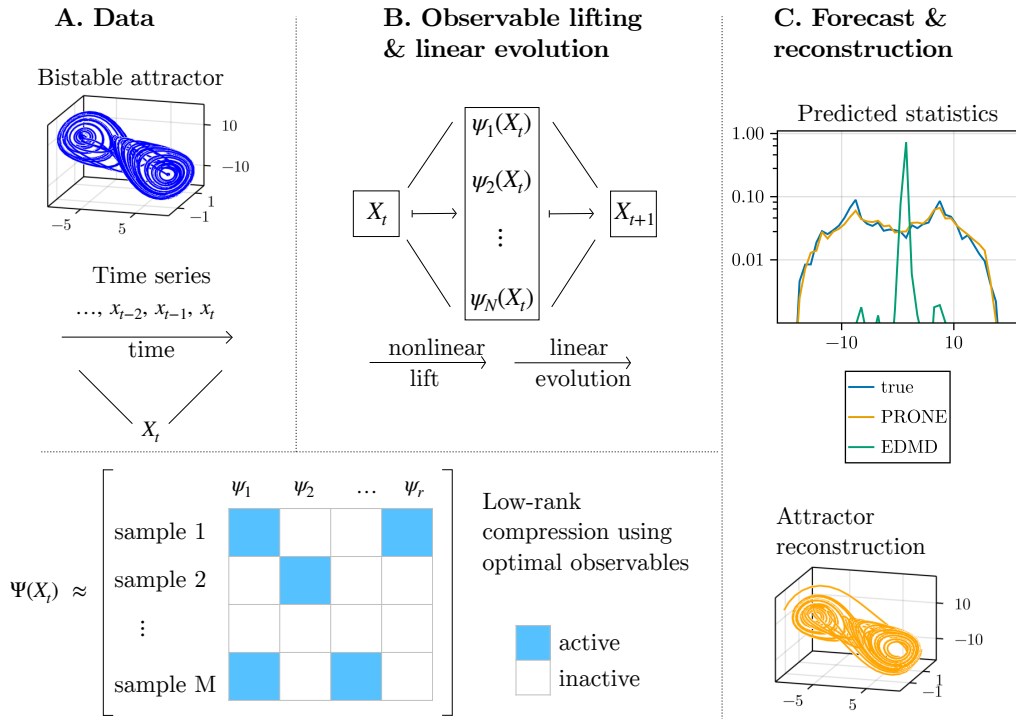 A. Data
Bistable attractor
10
−10
1
−1
−5
5
Time series
..., x_{t−2}, x_{t−1}, x_t
time
X_t
B. Observable lifting
& linear evolution
ψ_1(X_t)
ψ_2(X_t)
X_t
X_{t+1}
⋮
ψ_N(X_t)
nonlinear
lift
linear
evolution
C. Forecast &
reconstruction
Predicted statistics
1.00
0.10
0.01
−10
10
true
PRONE
EDMD
Attractor
reconstruction
10
−10
1
−1
−5
5
ψ_1 ψ_2 ... ψ_r
sample 1
sample 2
Ψ(X_t) ≈
⋮
sample M
Low-rank
compression using
optimal observables
active
inactive